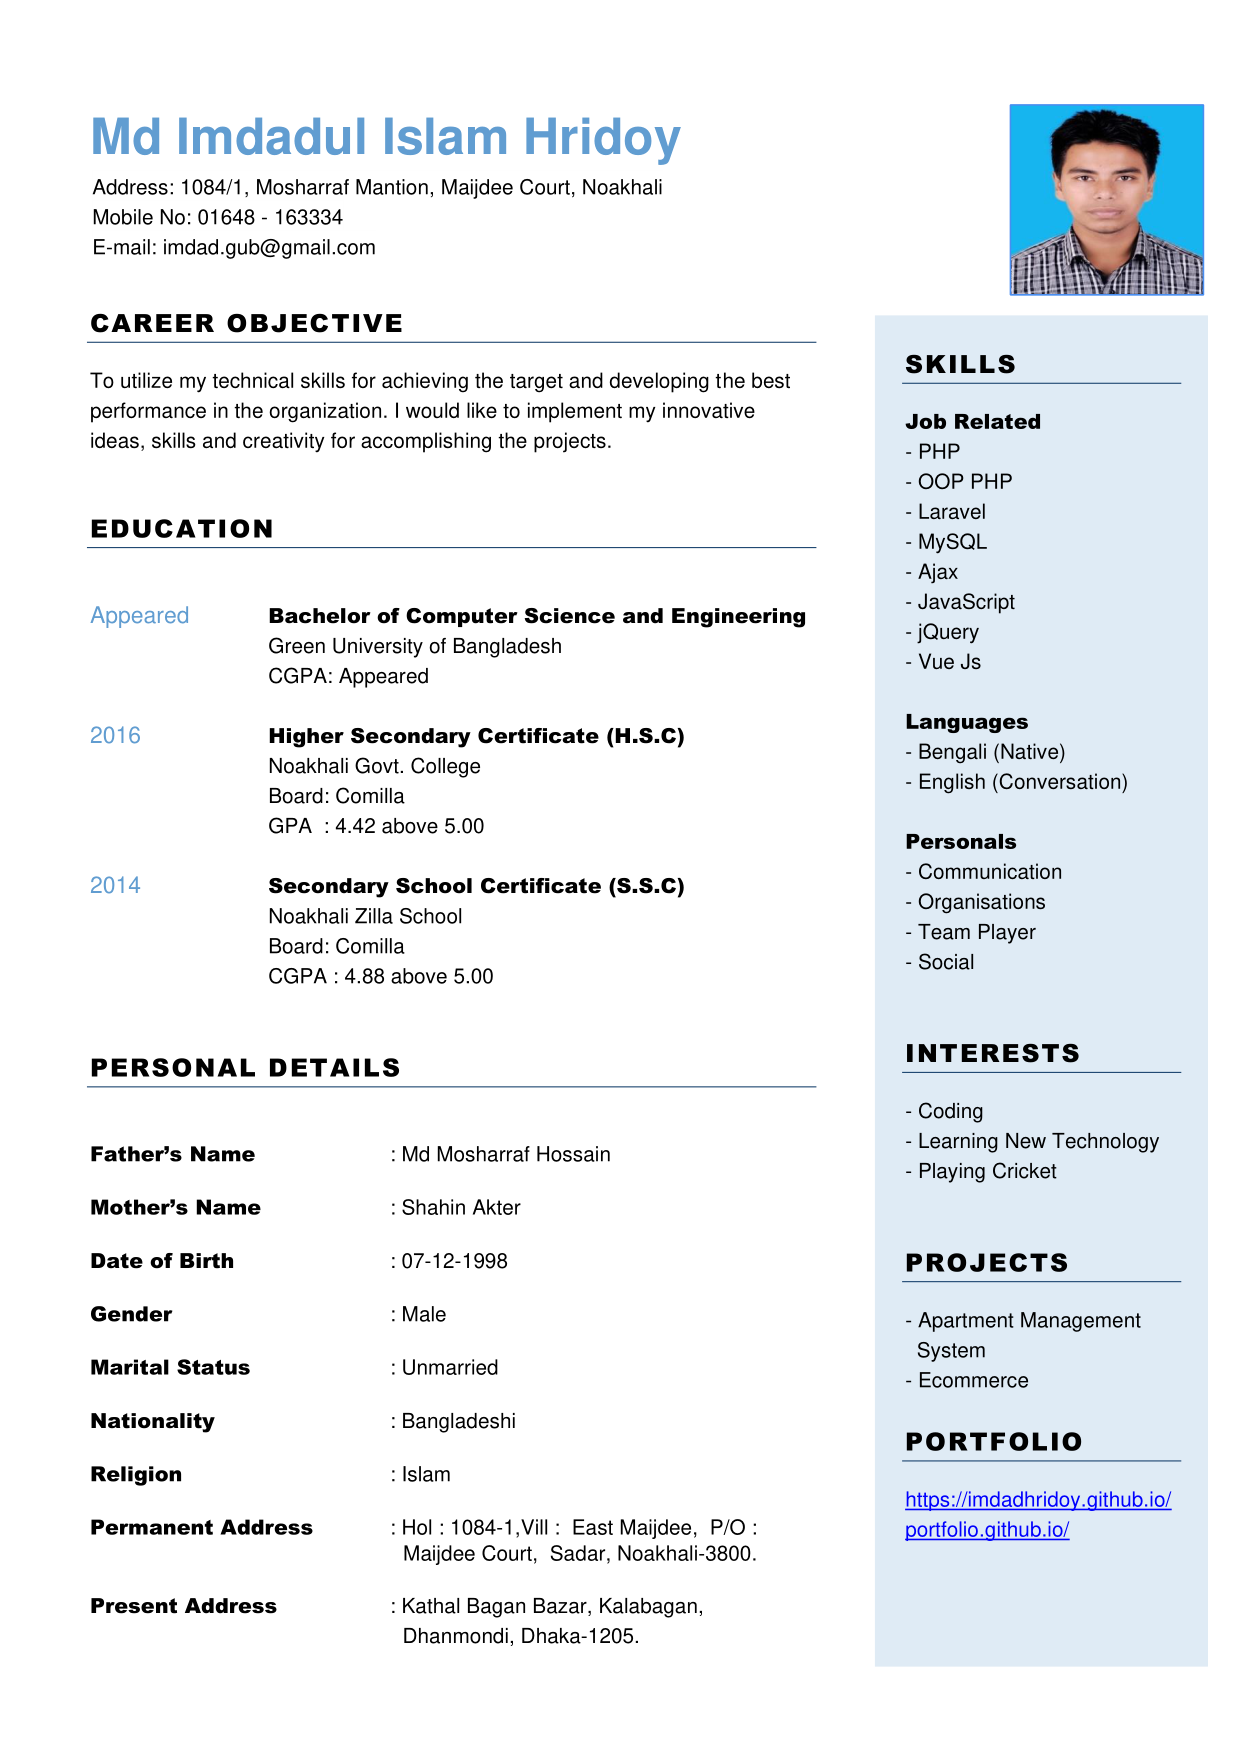 Md Imdadul Islam Hridoy
Address: 1084/1, Mosharraf Mantion, Maijdee Court, Noakhali
Mobile No: 01648 - 163334
E-mail: imdad.gub@gmail.com
CAREER OBJECTIVE
To utilize my technical skills for achieving the target and developing the best
performance in the organization. I would like to implement my innovative
ideas, skills and creativity for accomplishing the projects.
EDUCATION
Appeared Bachelor of Computer Science and Engineering
Green University of Bangladesh
CGPA: Appeared
2016 Higher Secondary Certificate (H.S.C)
Noakhali Govt. College
Board: Comilla
GPA : 4.42 above 5.00
2014 Secondary School Certificate (S.S.C)
Noakhali Zilla School
Board: Comilla
CGPA : 4.88 above 5.00
PERSONAL DETAILS
Father’s Name : Md Mosharraf Hossain
Mother’s Name : Shahin Akter
Date of Birth : 07-12-1998
Gender : Male
Marital Status : Unmarried
Nationality : Bangladeshi
Religion : Islam
Permanent Address : Hol : 1084-1,Vill : East Maijdee, P/O :
Maijdee Court, Sadar, Noakhali-3800.
Present Address : Kathal Bagan Bazar, Kalabagan,
Dhanmondi, Dhaka-1205.
SKILLS
Job Related
- PHP
- OOP PHP
- Laravel
- MySQL
- Ajax
- JavaScript
- jQuery
- Vue Js
Languages
- Bengali (Native)
- English (Conversation)
Personals
- Communication
- Organisations
- Team Player
- Social
INTERESTS
- Coding
- Learning New Technology
- Playing Cricket
PROJECTS
- Apartment Management
System
- Ecommerce
PORTFOLIO
https://imdadhridoy.github.io/
portfolio.github.io/